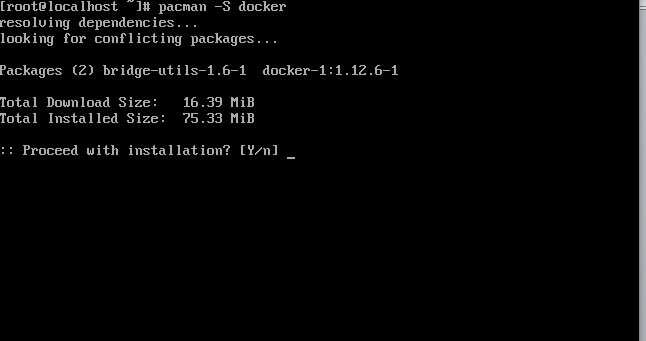 [root@localhost ~]# pacman -S docker
resolving dependencies...
looking for conflicting packages...
Packages (2) bridge-utils-1.6-1  docker-1:1.12.6-1
Total Download Size:   16.39 MiB
Total Installed Size:  75.33 MiB
:: Proceed with installation? [Y/n] _